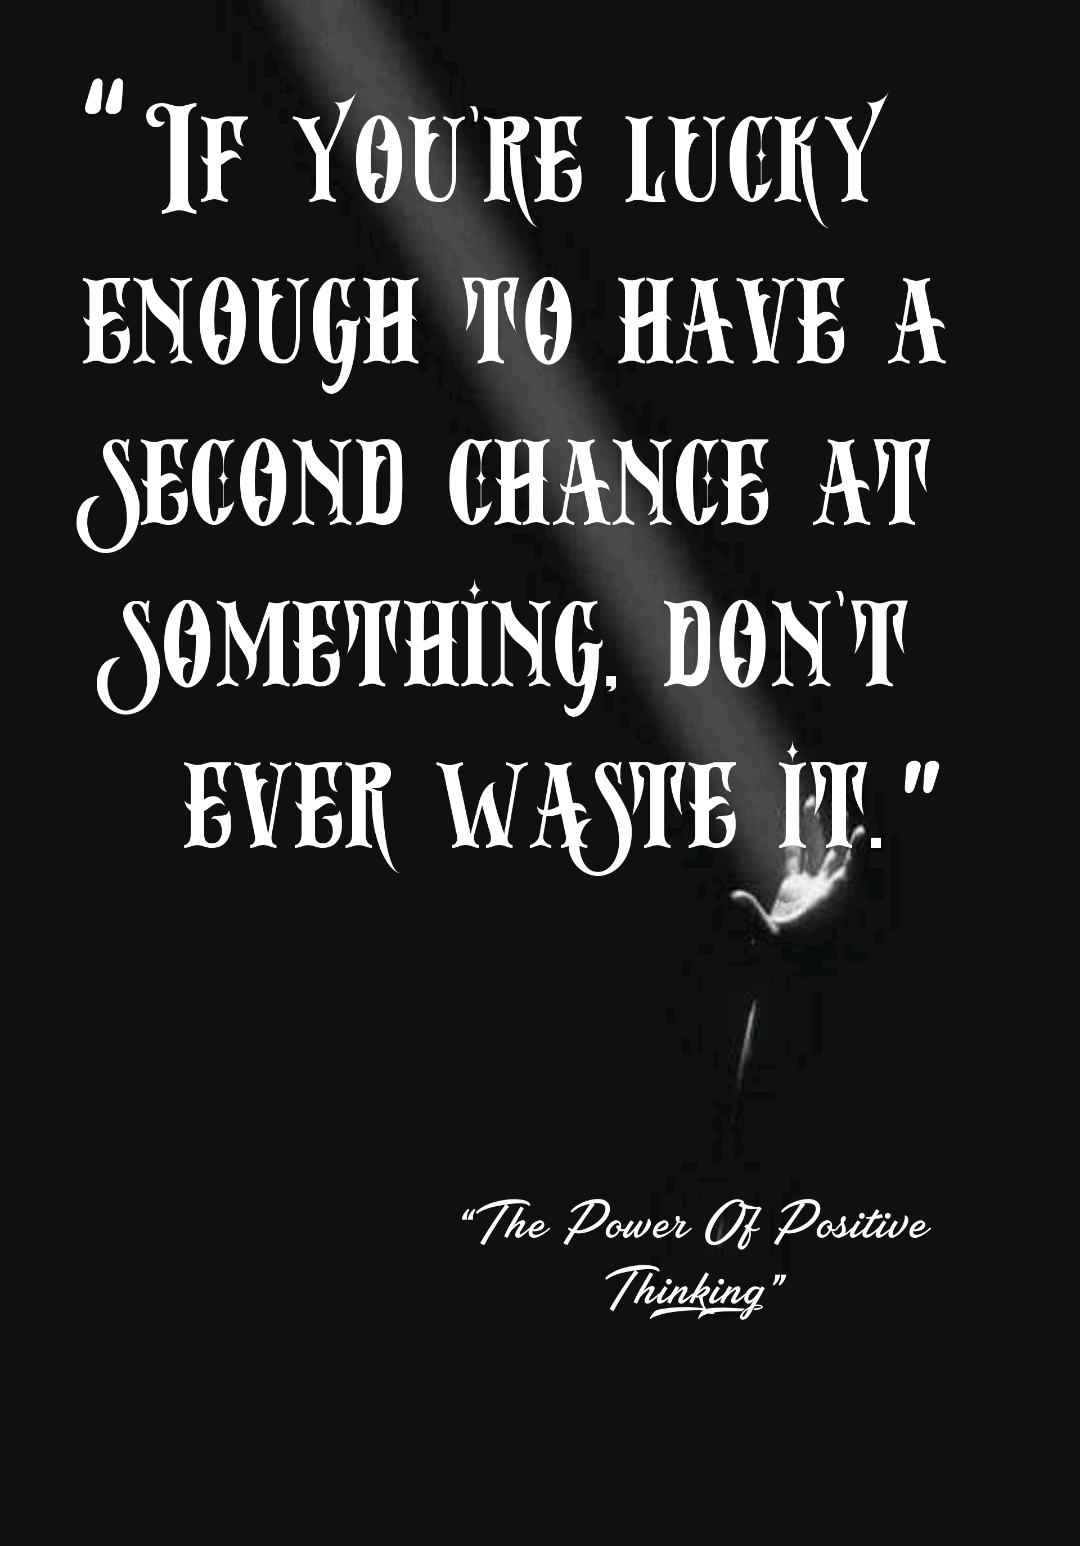 “If you’re lucky
enough to have a
second chance at
something, don’t
ever waste it.”
“The Power Of Positive
Thinking”